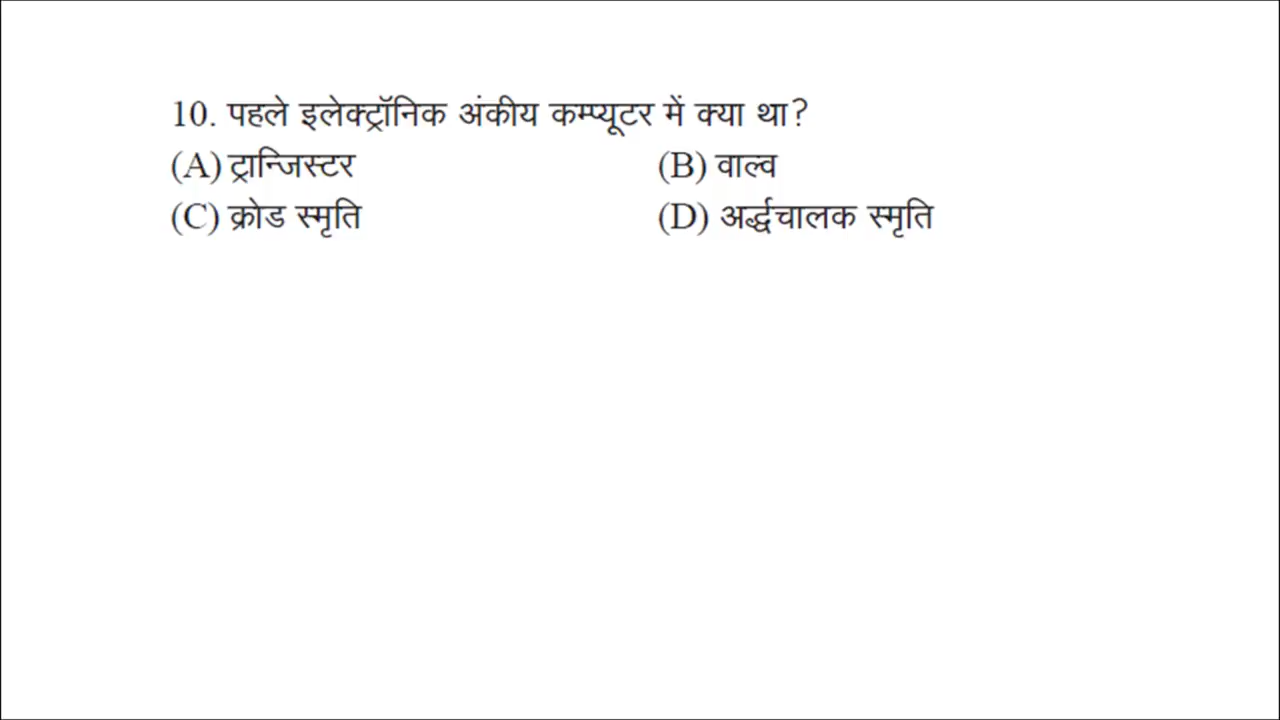 10. पहले इलेक्ट्रॉनिक अंकीय कम्प्यूटर में क्या था?
(A) ट्रान्जिस्टर (B) वाल्व
(C) क्रोड स्मृति (D) अर्द्धचालक स्मृति